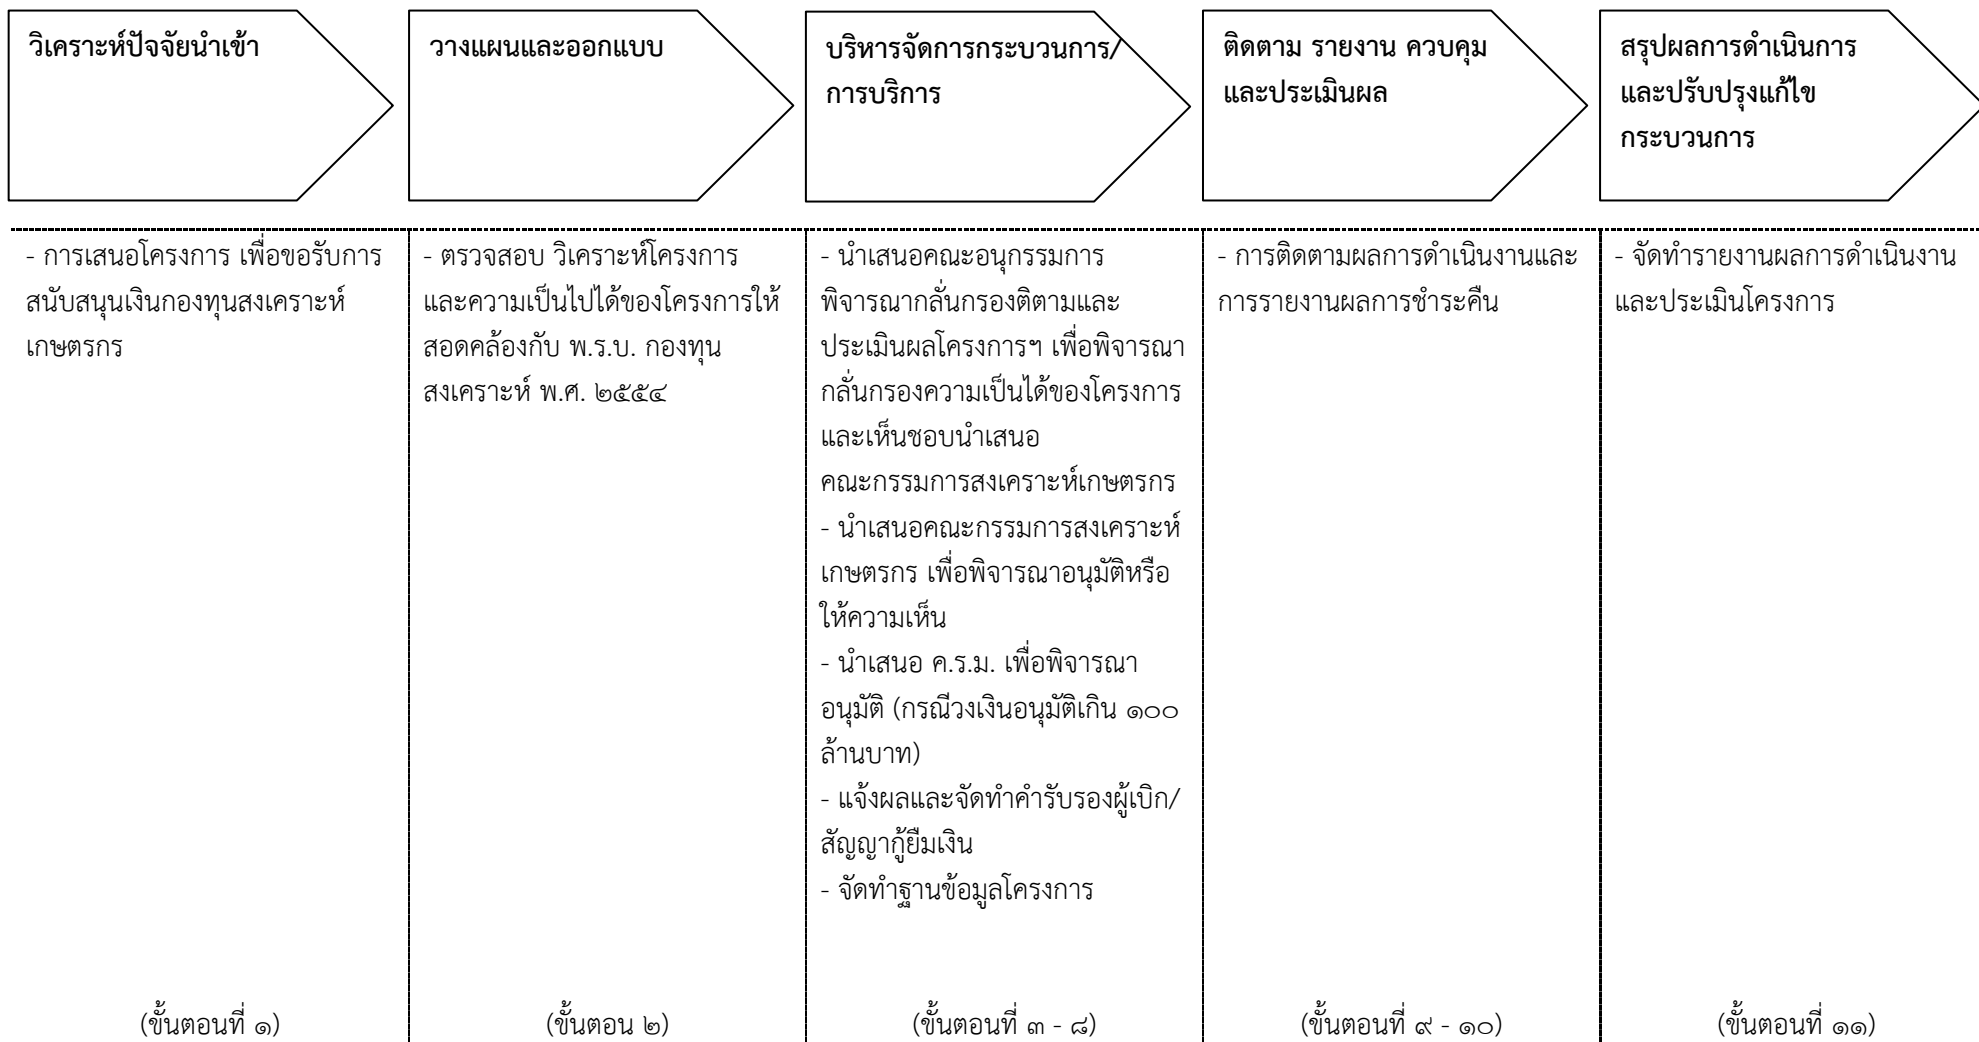 วิเคราะห์ปัจจัยนำเข้า
วางแผนและออกแบบ
บริหารจัดการกระบวนการ/
การบริการ
ติดตาม รายงาน ควบคุม
และประเมินผล
สรุปผลการดำเนินการ
และปรับปรุงแก้ไข
กระบวนการ
- การเสนอโครงการ เพื่อขอรับการ
สนับสนุนเงินกองทุนสงเคราะห์
เกษตรกร
(ขั้นตอนที่ ๑)
- ตรวจสอบ วิเคราะห์โครงการ
และความเป็นไปได้ของโครงการให้
สอดคล้องกับ พ.ร.บ. กองทุน
สงเคราะห์ พ.ศ. ๒๕๕๔
(ขั้นตอน ๒)
- นำเสนอคณะอนุกรรมการ
พิจารณากลั่นกรองติตามและ
ประเมินผลโครงการฯ เพื่อพิจารณา
กลั่นกรองความเป็นได้ของโครงการ
และเห็นชอบนำเสนอ
คณะกรรมการสงเคราะห์เกษตรกร
- นำเสนอคณะกรรมการสงเคราะห์
เกษตรกร เพื่อพิจารณาอนุมัติหรือ
ให้ความเห็น
- นำเสนอ ค.ร.ม. เพื่อพิจารณา
อนุมัติ (กรณีวงเงินอนุมัติเกิน ๑๐๐
ล้านบาท)
- แจ้งผลและจัดทำคำรับรองผู้เบิก/
สัญญากู้ยืมเงิน
- จัดทำฐานข้อมูลโครงการ
(ขั้นตอนที่ ๓ - ๘)
- การติดตามผลการดำเนินงานและ
การรายงานผลการชำระคืน
(ขั้นตอนที่ ๙ - ๑๐)
- จัดทำรายงานผลการดำเนินงาน
และประเมินโครงการ
(ขั้นตอนที่ ๑๑)